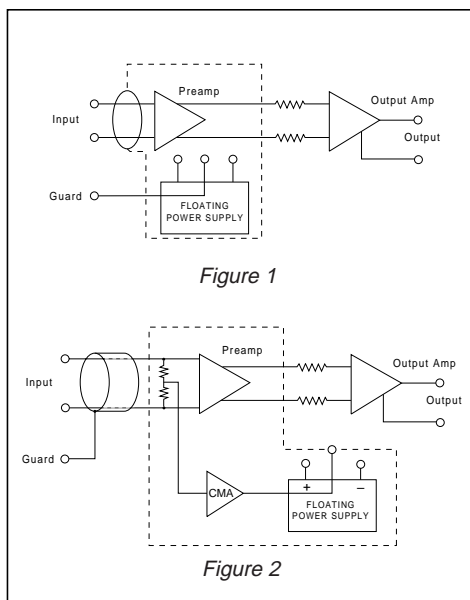 Preamp
Output Amp
Input
Output
Guard
FLOATING
POWER SUPPLY
Figure 1
Preamp
Output Amp
Input
Output
Guard
CMA
+ −
FLOATING
POWER SUPPLY
Figure 2